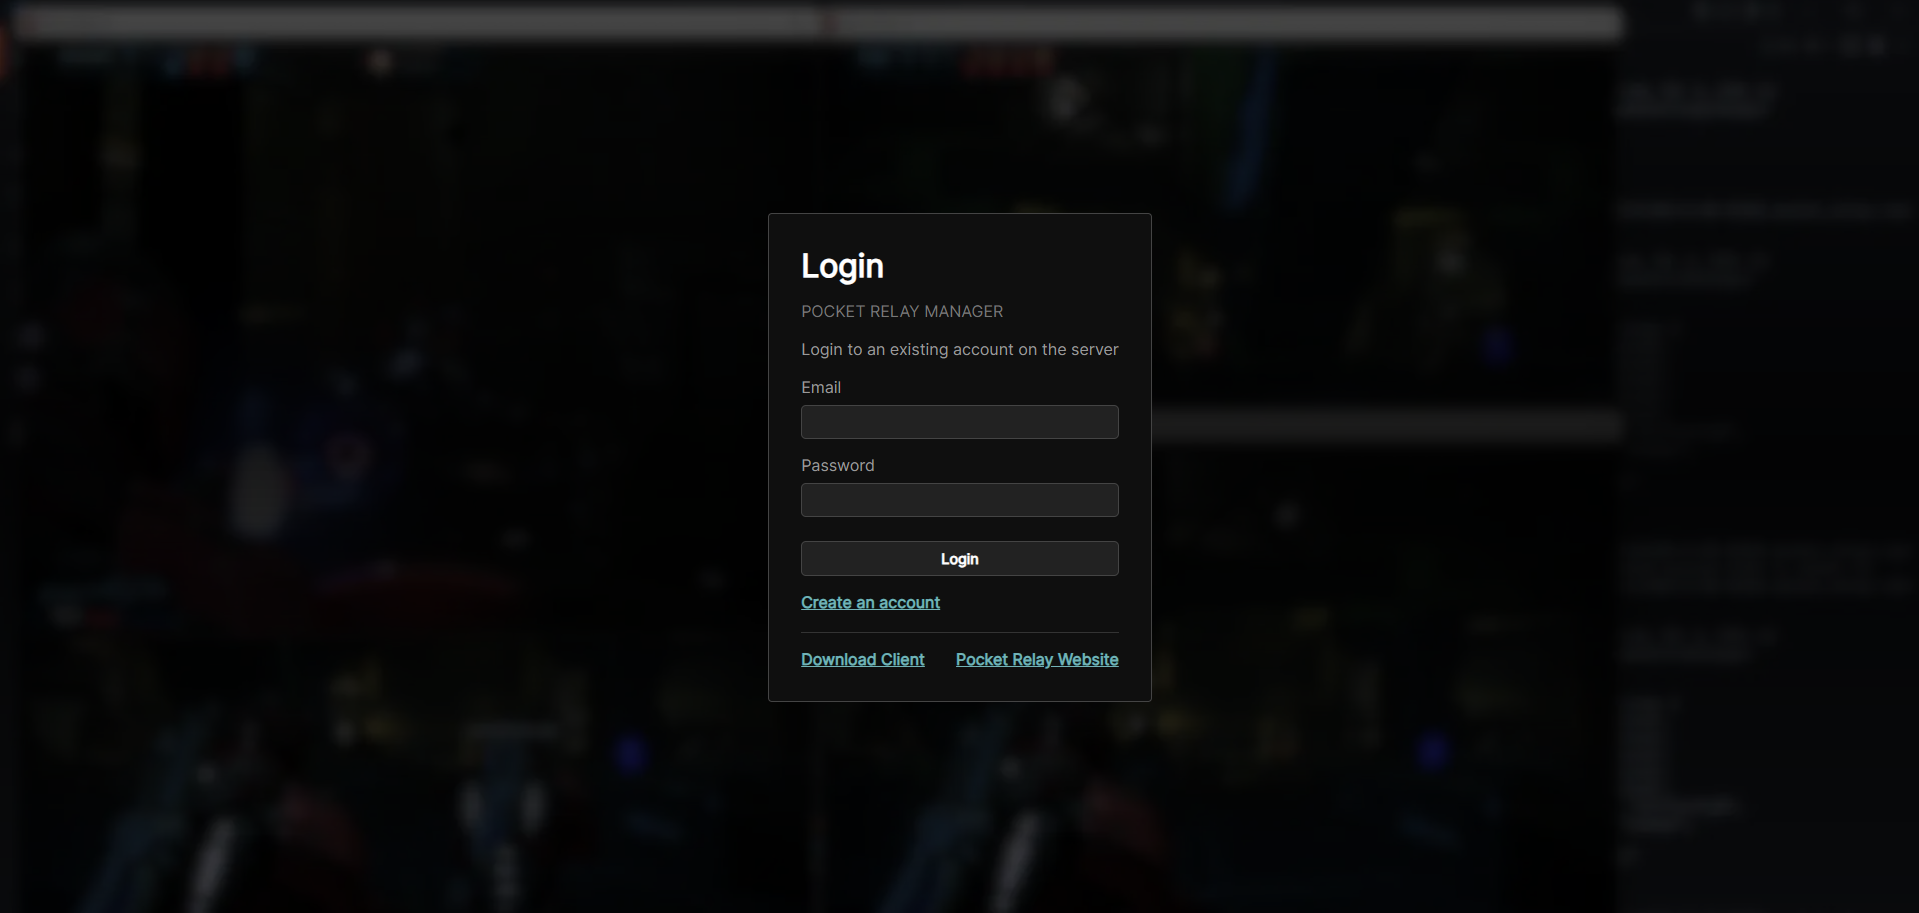 Login
POCKET RELAY MANAGER
Login to an existing account on the server
Email
Password
Login
Create an account
Download Client
Pocket Relay Website